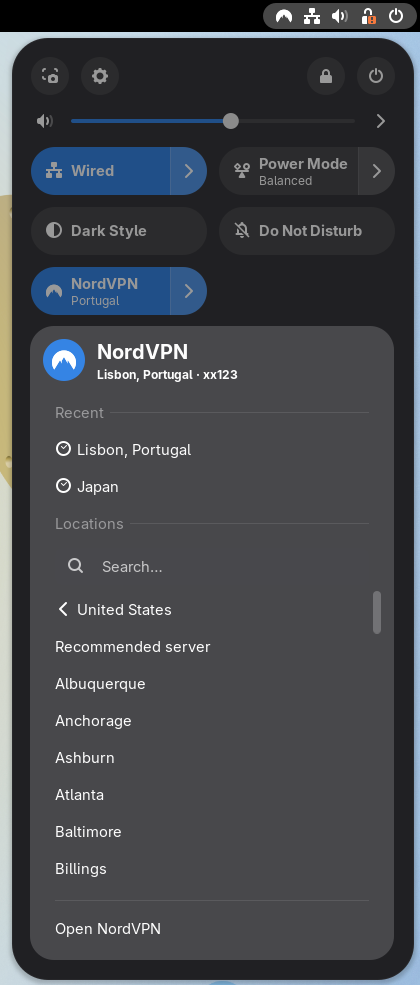 Wired
Power Mode
Balanced
Dark Style
Do Not Disturb
NordVPN
Portugal
NordVPN
Lisbon, Portugal · xx123
Recent
Lisbon, Portugal
Japan
Locations
Search...
United States
Recommended server
Albuquerque
Anchorage
Ashburn
Atlanta
Baltimore
Billings
Open NordVPN